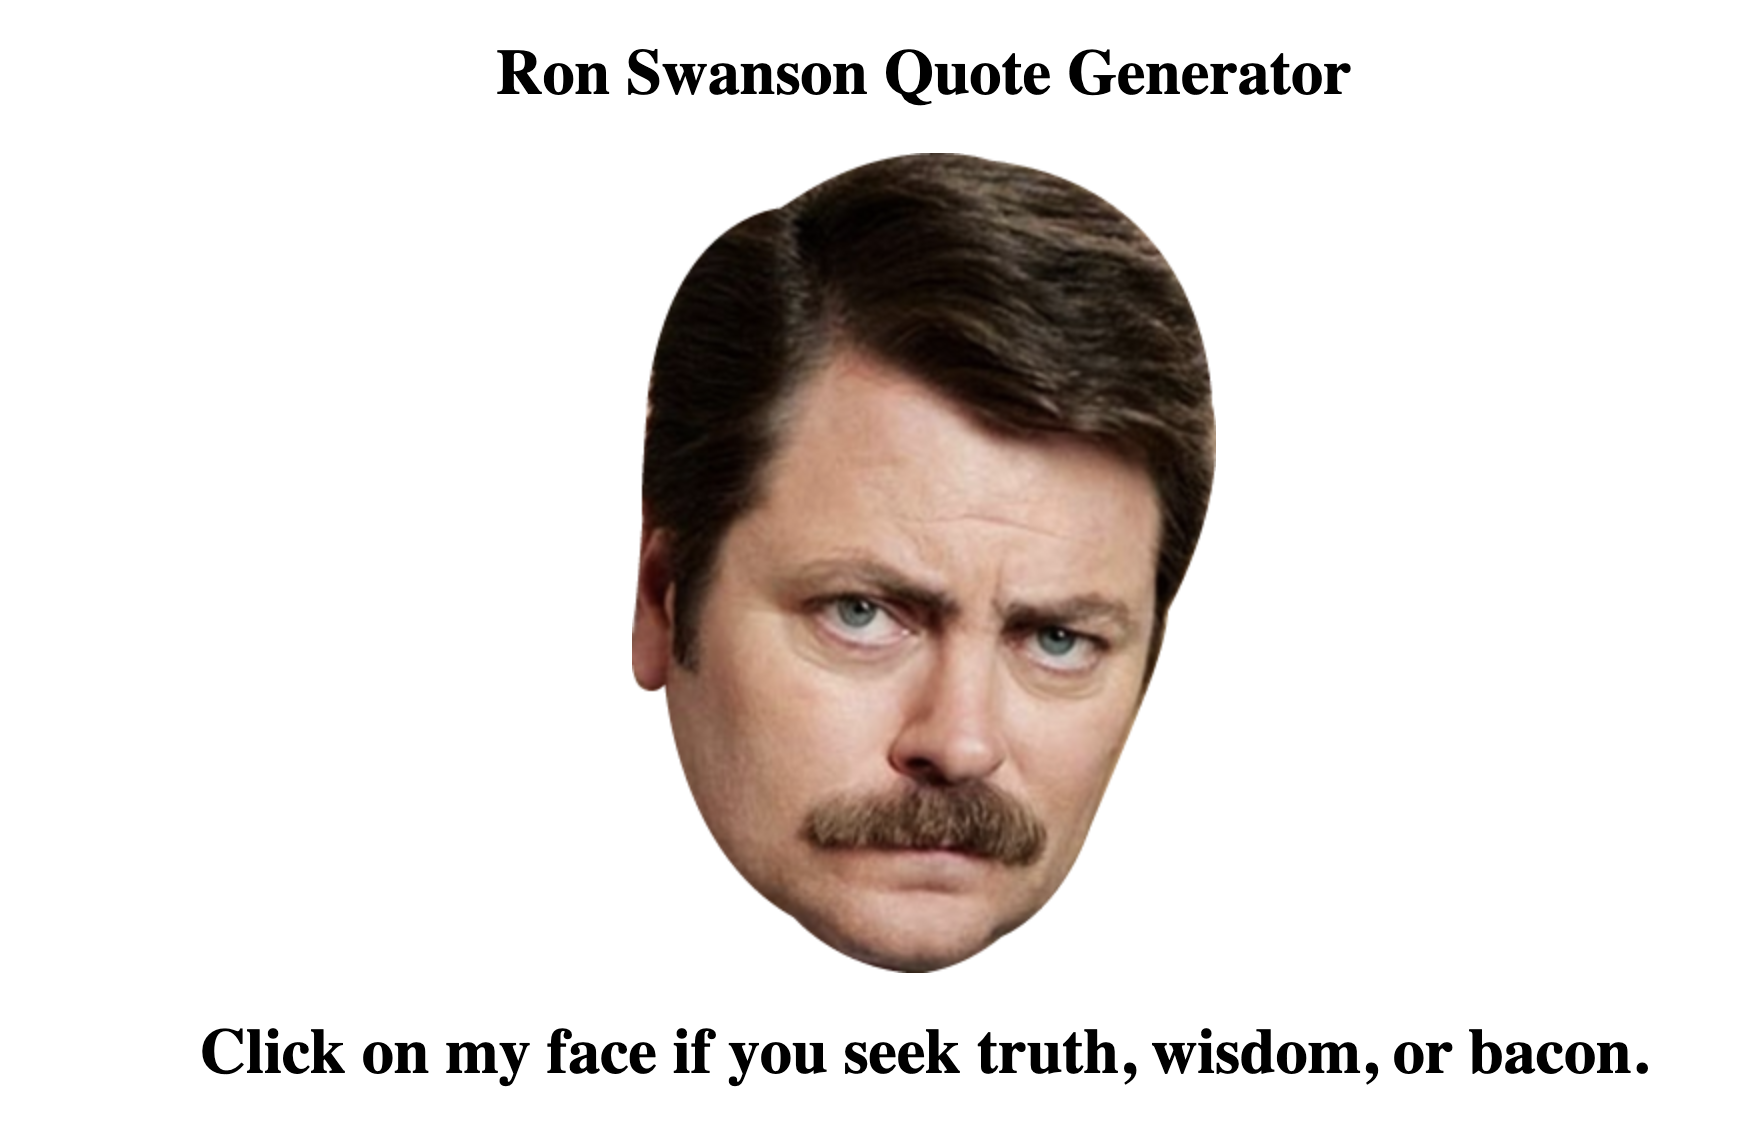 Ron Swanson Quote Generator
Click on my face if you seek truth, wisdom, or bacon.